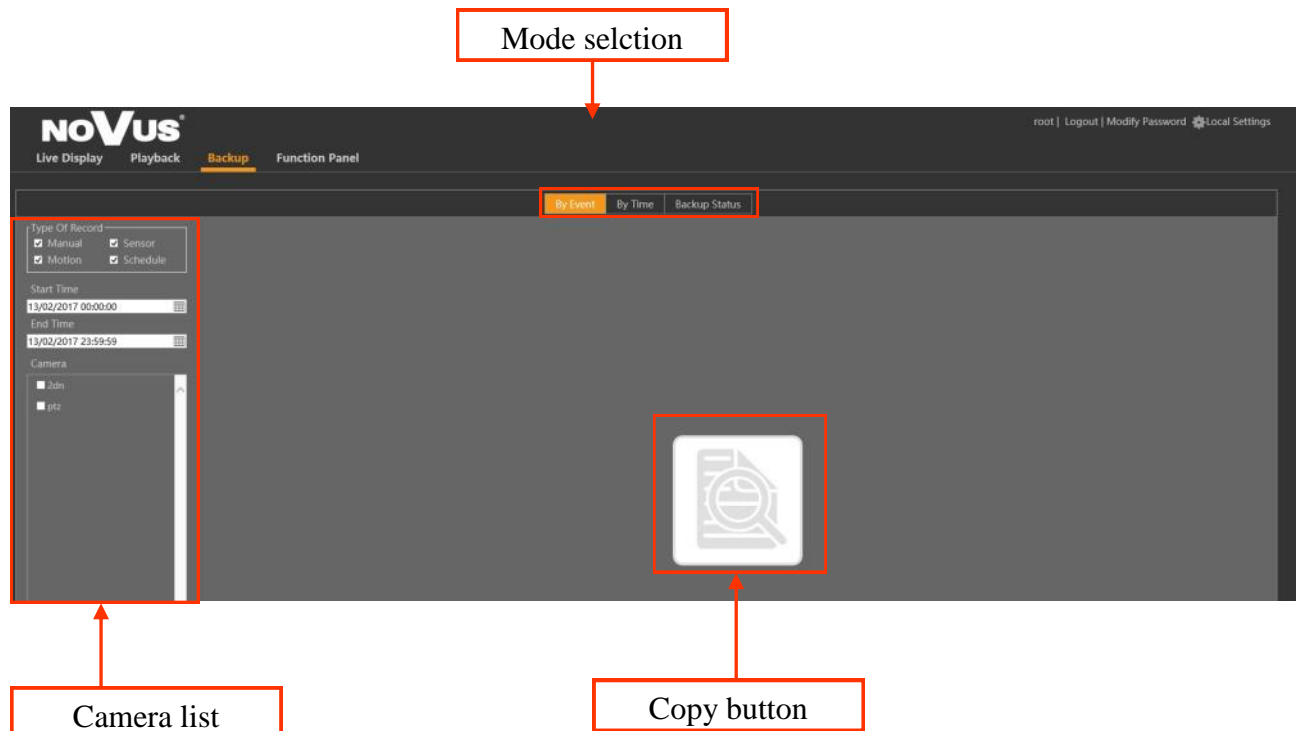 Mode selction
NOVUS®
root | Logout | Modify Password Local Settings
Live Display Playback Backup Function Panel
By Event By Time Backup Status
Type Of Record
Manual Sensor
Motion Schedule
Start Time
13/02/2017 00:00:00
End Time
13/02/2017 23:59:59
Camera
2dn
ptz
Camera list
Copy button